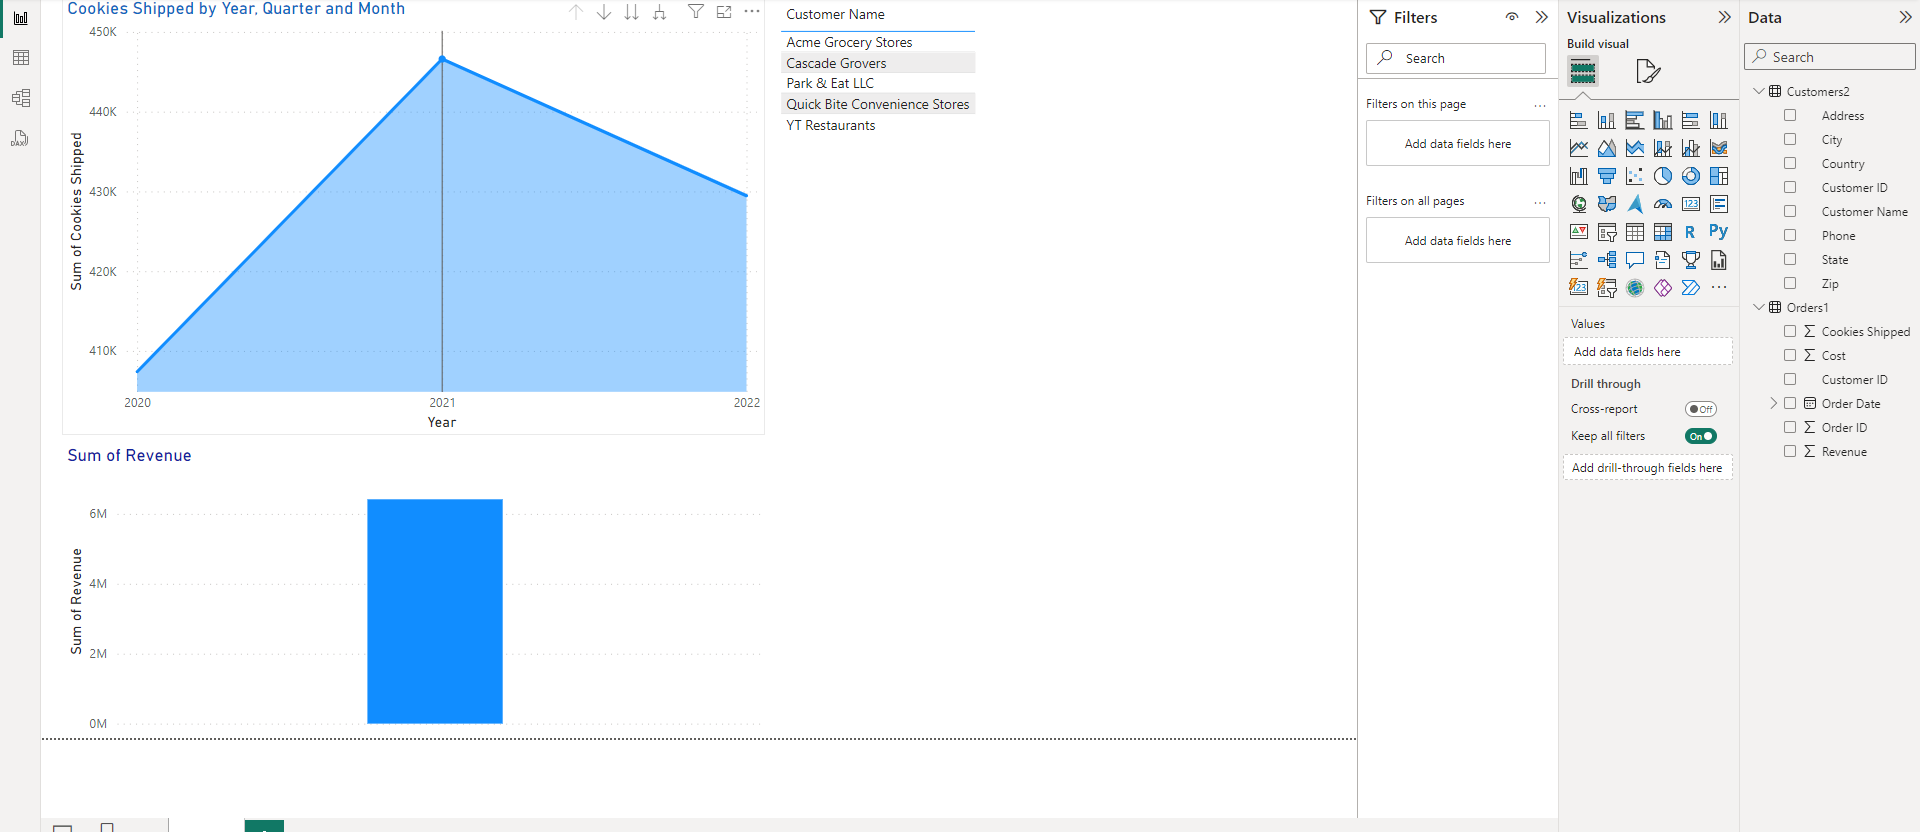 Cookies Shipped by Year, Quarter and Month
450K
440K
430K
420K
410K
Sum of Cookies Shipped
2020
2021
2022
Year
Sum of Revenue
6M
4M
2M
0M
Sum of Revenue
Customer Name
Acme Grocery Stores
Cascade Grovers
Park & Eat LLC
Quick Bite Convenience Stores
YT Restaurants
Filters
Search
Filters on this page
Add data fields here
Filters on all pages
Add data fields here
Visualizations
Build visual
123
R
Py
123
Values
Add data fields here
Drill through
Cross-report
Off
Keep all filters
On
Add drill-through fields here
Data
Search
Customers2
Address
City
Country
Customer ID
Customer Name
Phone
State
Zip
Orders1
Σ Cookies Shipped
Σ Cost
Customer ID
Order Date
Σ Order ID
Σ Revenue
DAX